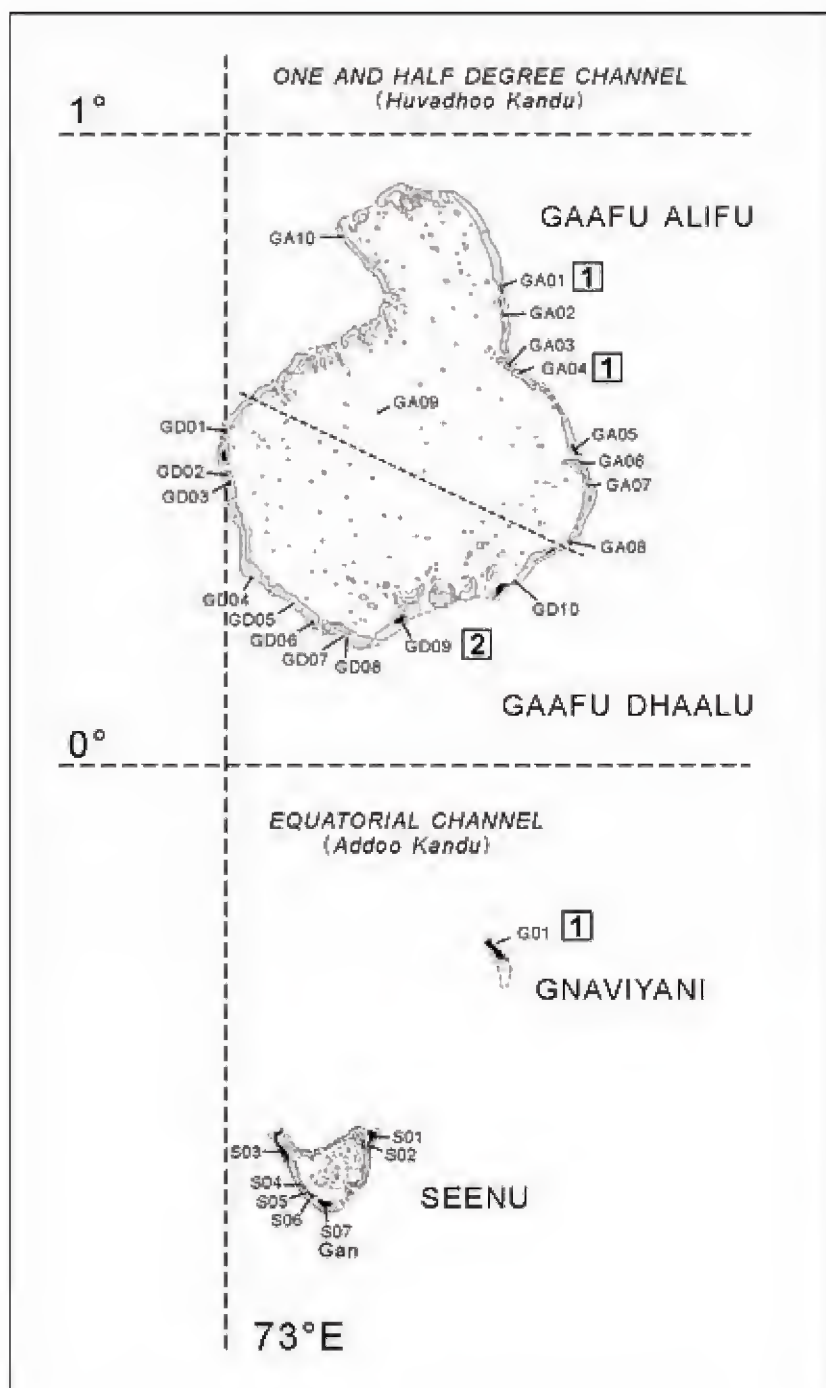 ONE AND HALF DEGREE CHANNEL
(Huvadhoo Kandu)
1°
GAAFU ALIFU
GA10
GA01 1
GA02
GA03
GA04 1
GA09
GD01
GA05
GA06
GD02
GA07
GD03
GA08
GD04
GD10
GD05
GD06
GD09 2
GD07
GD08
GAAFU DHAALU
0°
EQUATORIAL CHANNEL
(Addoo Kandu)
G01 1
GNAVIYANI
S01
S03
S02
S04
SEENU
S05
S06
S07
Gan
73°E